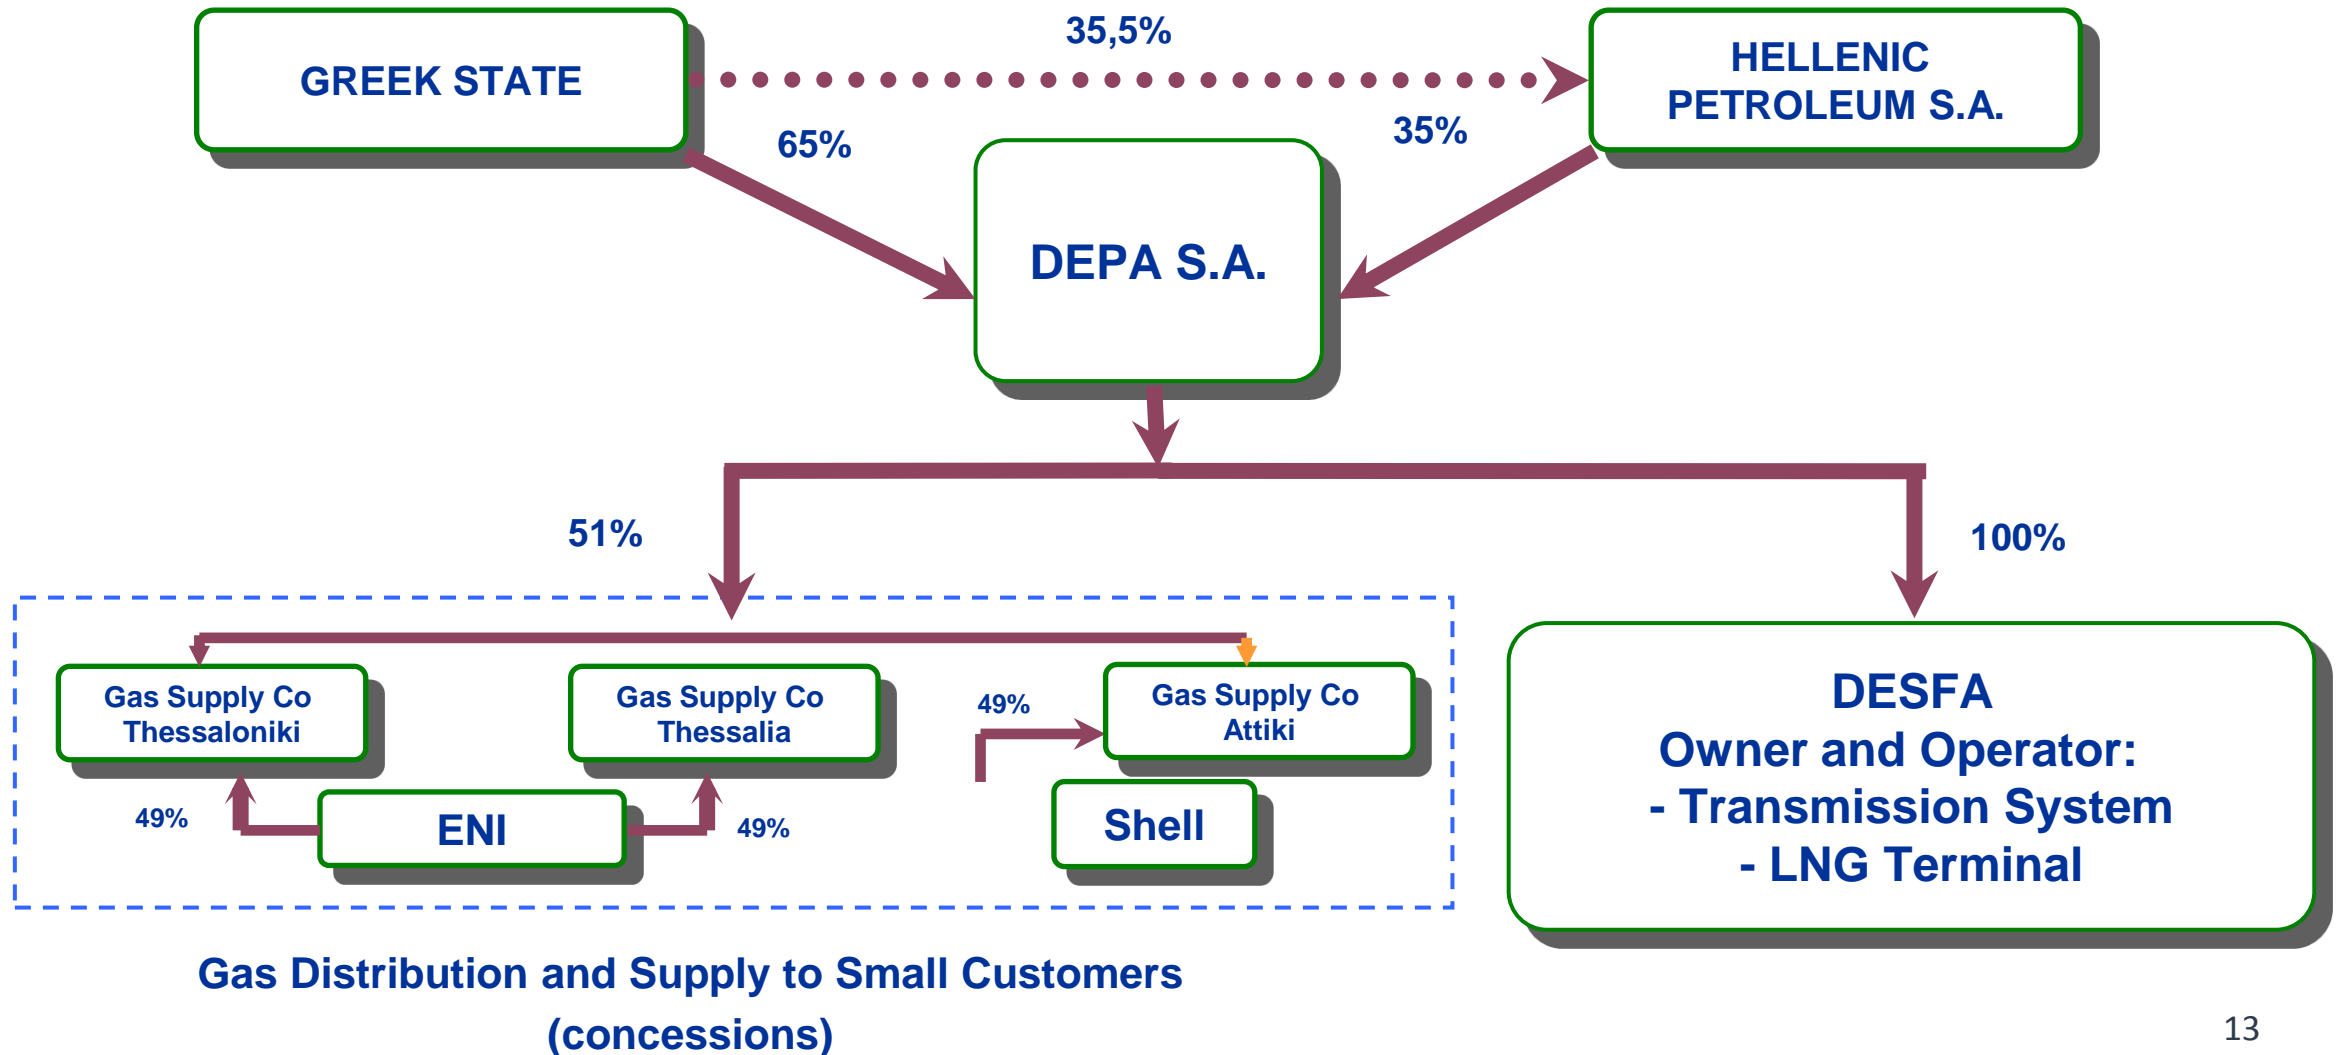 35,5%
GREEK STATE
HELLENIC
PETROLEUM S.A.
65%
35%
DEPA S.A.
51%
100%
Gas Supply Co
Thessaloniki
Gas Supply Co
Thessalia
49%
Gas Supply Co
Attiki
49%
ENI
49%
Shell
DESFA
Owner and Operator:
- Transmission System
- LNG Terminal
Gas Distribution and Supply to Small Customers
(concessions)
13